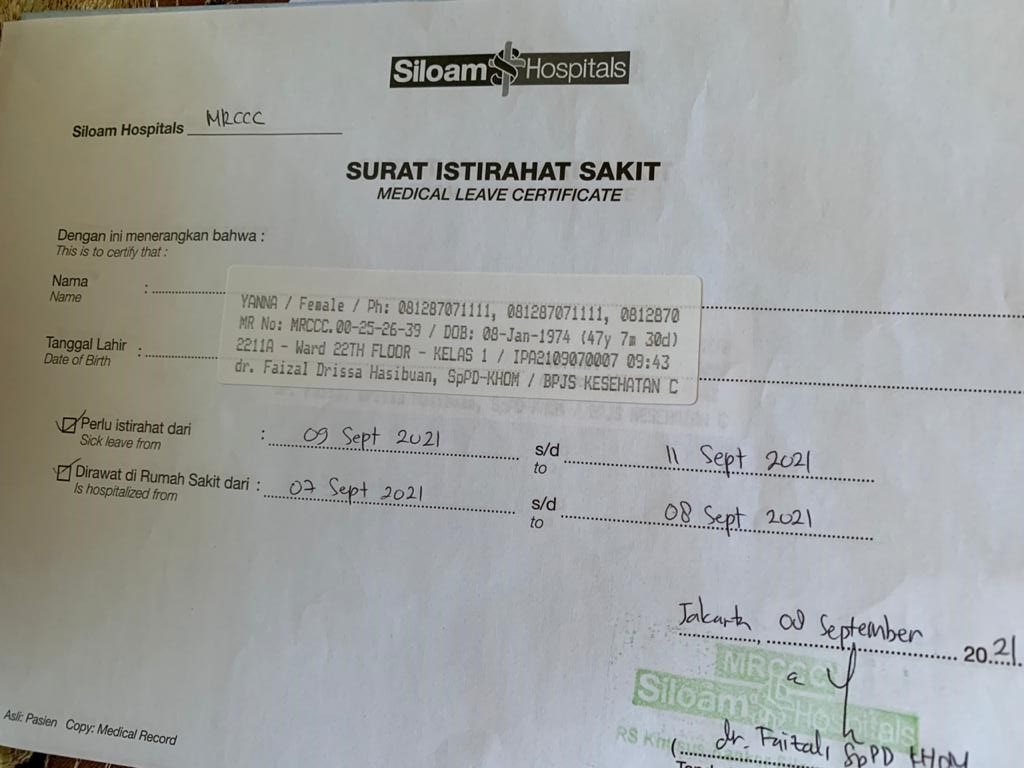 Siloam Hospitals
Siloam Hospitals MRCCC
SURAT ISTIRAHAT SAKIT
MEDICAL LEAVE CERTIFICATE
Dengan ini menerangkan bahwa :
This is to certify that :
Nama :
Name
YANNA / Female / Ph: 081287071111, 081287071111, 0812870
MR No: MRCCC.00-25-26-39 / DOB: 08-Jan-1974 (47y 7m 30d)
2211A - Ward 22TH FLOOR - KELAS 1 / IPA2109070007 09:43
dr. Faizal Drissa Hasibuan, SpPD-KHOM / BPJS KESEHATAN C
Tanggal Lahir :
Date of Birth
Perlu istirahat dari : 09 Sept 2021 s/d 11 Sept 2021
Sick leave from to
Dirawat di Rumah Sakit dari : 07 Sept 2021 s/d 08 Sept 2021
Is hospitalized from to
Jakarta, 08 September 2021.
MRCCC
Siloam Hospitals
RS
(dr. Faizal, SpPD KHOM
Asli: Pasien Copy: Medical Record